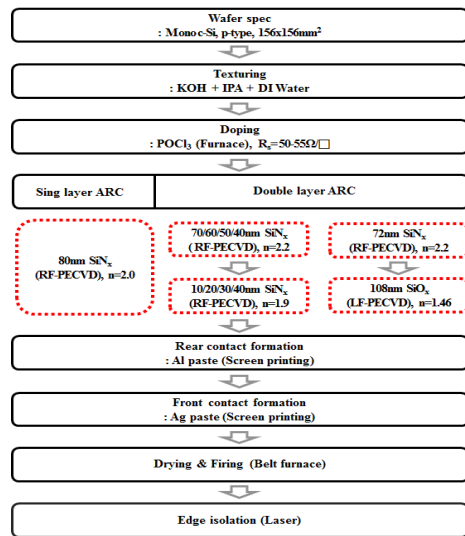 Wafer spec
: Mono c-Si, p-type, 156x156mm²
Texturing
: KOH + IPA + DI Water
Doping
: POCl₃ (Furnace), Rₛ=50-55Ω/□
Sing layer ARC
Double layer ARC
80nm SiNₓ
(RF-PECVD), n=2.0
70/60/50/40nm SiNₓ
( RF-PECVD), n=2.2
10/20/30/40nm SiNₓ
(RF-PECVD), n=1.9
72nm SiNₓ
(RF-PECVD), n=2.2
108nm SiOₓ
(LF-PECVD), n=1.46
Rear contact formation
: Al paste (Screen printing)
Front contact formation
: Ag paste (Screen printing)
Drying & Firing (Belt furnace)
Edge isolation (Laser)